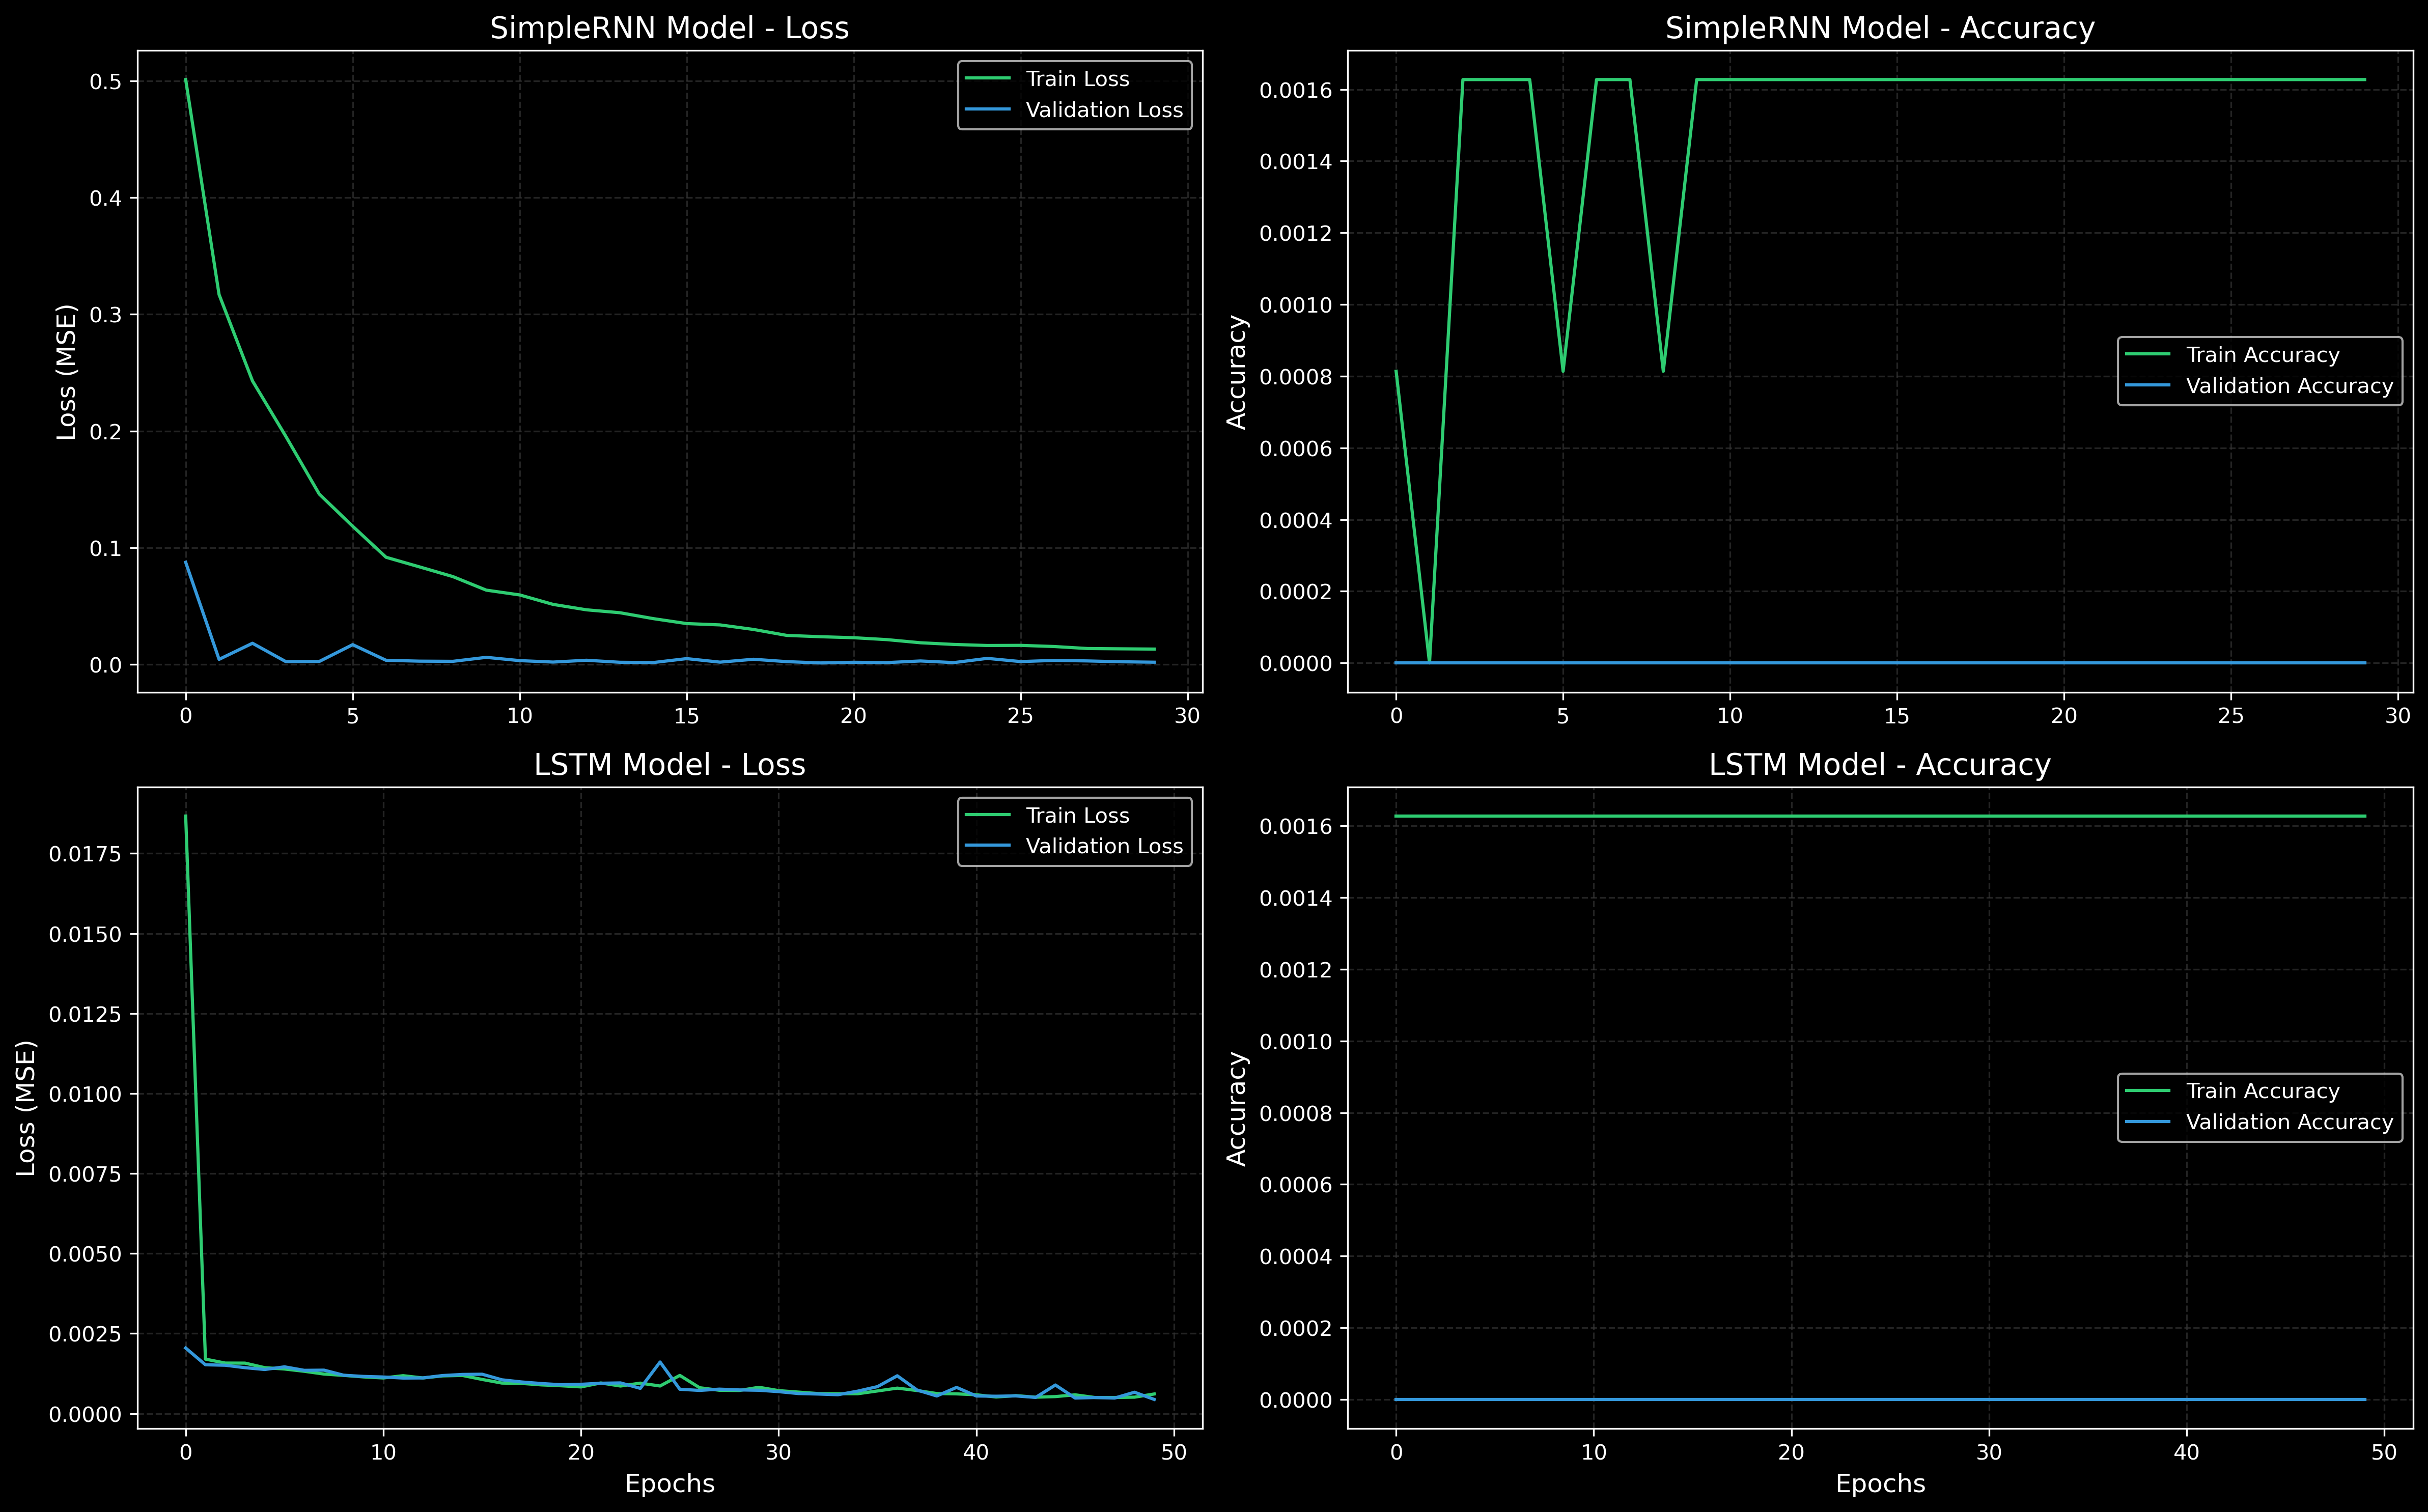 SimpleRNN Model - Loss
Loss (MSE)
0.5
0.4
0.3
0.2
0.1
0.0
0 5 10 15 20 25 30
Train Loss
Validation Loss
SimpleRNN Model - Accuracy
Accuracy
0.0016
0.0014
0.0012
0.0010
0.0008
0.0006
0.0004
0.0002
0.0000
0 5 10 15 20 25 30
Train Accuracy
Validation Accuracy
LSTM Model - Loss
Loss (MSE)
0.0175
0.0150
0.0125
0.0100
0.0075
0.0050
0.0025
0.0000
0 10 20 30 40 50
Epochs
Train Loss
Validation Loss
LSTM Model - Accuracy
Accuracy
0.0016
0.0014
0.0012
0.0010
0.0008
0.0006
0.0004
0.0002
0.0000
0 10 20 30 40 50
Epochs
Train Accuracy
Validation Accuracy